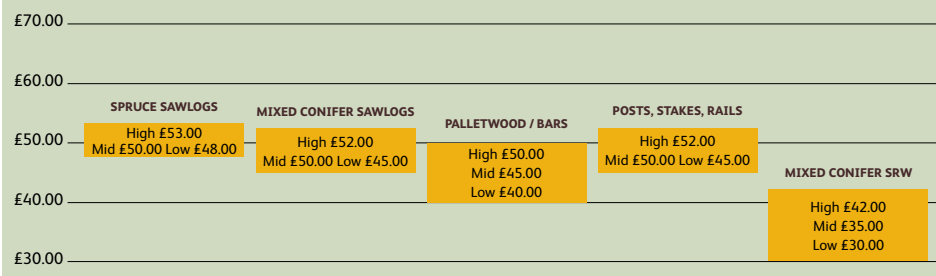 £70.00
£60.00
£50.00
£40.00
£30.00
SPRUCE SAWLOGS
High £53.00
Mid £50.00 Low £48.00
MIXED CONIFER SAWLOGS
High £52.00
Mid £50.00 Low £45.00
PALLETWOOD / BARS
High £50.00
Mid £45.00
Low £40.00
POSTS, STAKES, RAILS
High £52.00
Mid £50.00 Low £45.00
MIXED CONIFER SRW
High £42.00
Mid £35.00
Low £30.00